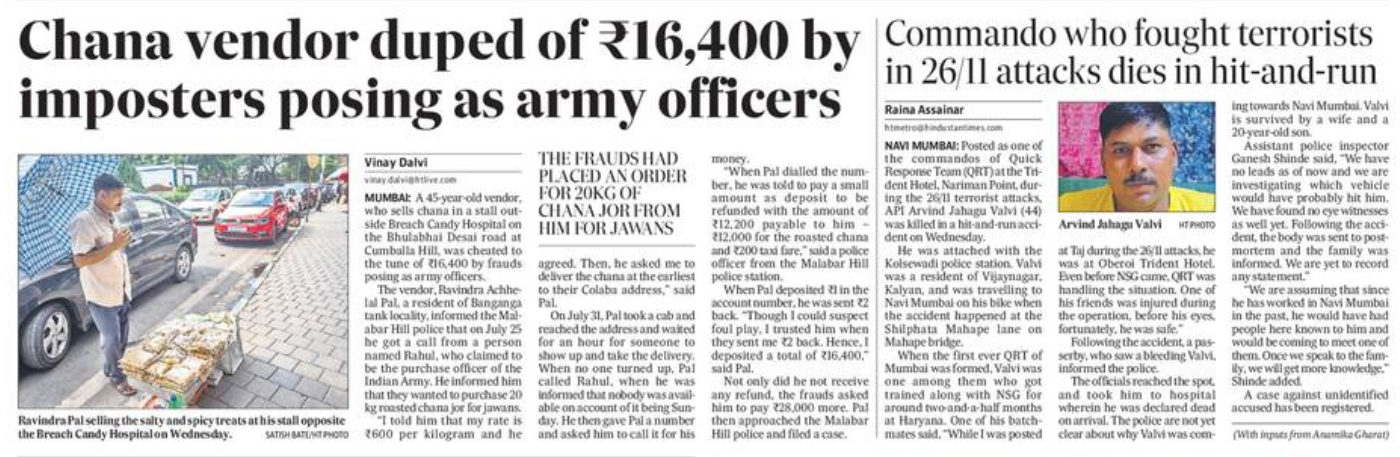 Chana vendor duped of ₹16,400 by
imposters posing as army officers
Ravindra Pal selling the salty and spicy treats at his stall opposite
the Breach Candy Hospital on Wednesday. SATISH BATE/HT PHOTO
Vinay Dalvi
vinay.dalvi@htlive.com
MUMBAI: A 45-year-old vendor,
who sells chana in a stall out-
side Breach Candy Hospital on
the Bhulabhai Desai road at
Cumballa Hill, was cheated to
the tune of ₹16,400 by frauds
posing as army officers.
The vendor, Ravindra Achhe-
lal Pal, a resident of Banganga
tank locality, informed the Mal-
abar Hill police that on July 25
he got a call from a person
named Rahul, who claimed to
be the purchase officer of the
Indian Army. He informed him
that they wanted to purchase 20
kg roasted chana jor for jawans.
"I told him that my rate is
₹600 per kilogram and he
THE FRAUDS HAD
PLACED AN ORDER
FOR 20KG OF
CHANA JOR FROM
HIM FOR JAWANS
agreed. Then, he asked me to
deliver the chana at the earliest
to their Colaba address," said
Pal.
On July 31, Pal took a cab and
reached the address and waited
for an hour for someone to
show up and take the delivery.
When no one turned up, Pal
called Rahul, when he was
informed that nobody was avail-
able on account of it being Sun-
day. He then gave Pal a number
and asked him to call it for his
money.
"When Pal dialled the num-
ber, he was told to pay a small
amount as deposit to be
refunded with the amount of
₹12,200 payable to him –
₹12,000 for the roasted chana
and ₹200 taxi fare," said a police
officer from the Malabar Hill
police station.
When Pal deposited ₹1 in the
account number, he was sent ₹2
back. "Though I could suspect
foul play, I trusted him when
they sent me ₹2 back. Hence, I
deposited a total of ₹16,400,"
said Pal.
Not only did he not receive
any refund, the frauds asked
him to pay ₹28,000 more. Pal
then approached the Malabar
Hill police and filed a case.
Commando who fought terrorists
in 26/11 attacks dies in hit-and-run
Raina Assainar
htmetro@hindustantimes.com
NAVI MUMBAI: Posted as one of
the commandos of Quick
Response Team (QRT) at the Tri-
dent Hotel, Nariman Point, dur-
ing the 26/11 terrorist attacks,
API Arvind Jahagu Valvi (44)
was killed in a hit-and-run acci-
dent on Wednesday.
He was attached with the
Kolsewadi police station. Valvi
was a resident of Vijaynagar,
Kalyan, and was travelling to
Navi Mumbai on his bike when
the accident happened at the
Shilphata Mahape lane on
Mahape bridge.
When the first ever QRT of
Mumbai was formed, Valvi was
one among them who got
trained along with NSG for
around two-and-a-half months
at Haryana. One of his batch-
mates said, "While I was posted
Arvind Jahagu Valvi HT PHOTO
at Taj during the 26/11 attacks, he
was at Oberoi Trident Hotel.
Even before NSG came, QRT was
handling the situation. One of
his friends was injured during
the operation, before his eyes,
fortunately, he was safe."
Following the accident, a pas-
serby, who saw a bleeding Valvi,
informed the police.
The officials reached the spot,
and took him to hospital
wherein he was declared dead
on arrival. The police are not yet
clear about why Valvi was com-
ing towards Navi Mumbai. Valvi
is survived by a wife and a
20-year-old son.
Assistant police inspector
Ganesh Shinde said, "We have
no leads as of now and we are
investigating which vehicle
would have probably hit him.
We have found no eye witnesses
as well yet. Following the acci-
dent, the body was sent to post-
mortem and the family was
informed. We are yet to record
any statement."
"We are assuming that since
he has worked in Navi Mumbai
in the past, he would have had
people here known to him and
would be coming to meet one of
them. Once we speak to the fam-
ily, we will get more knowledge,"
Shinde added.
A case against unidentified
accused has been registered.
(With inputs from Anamika Gharat)